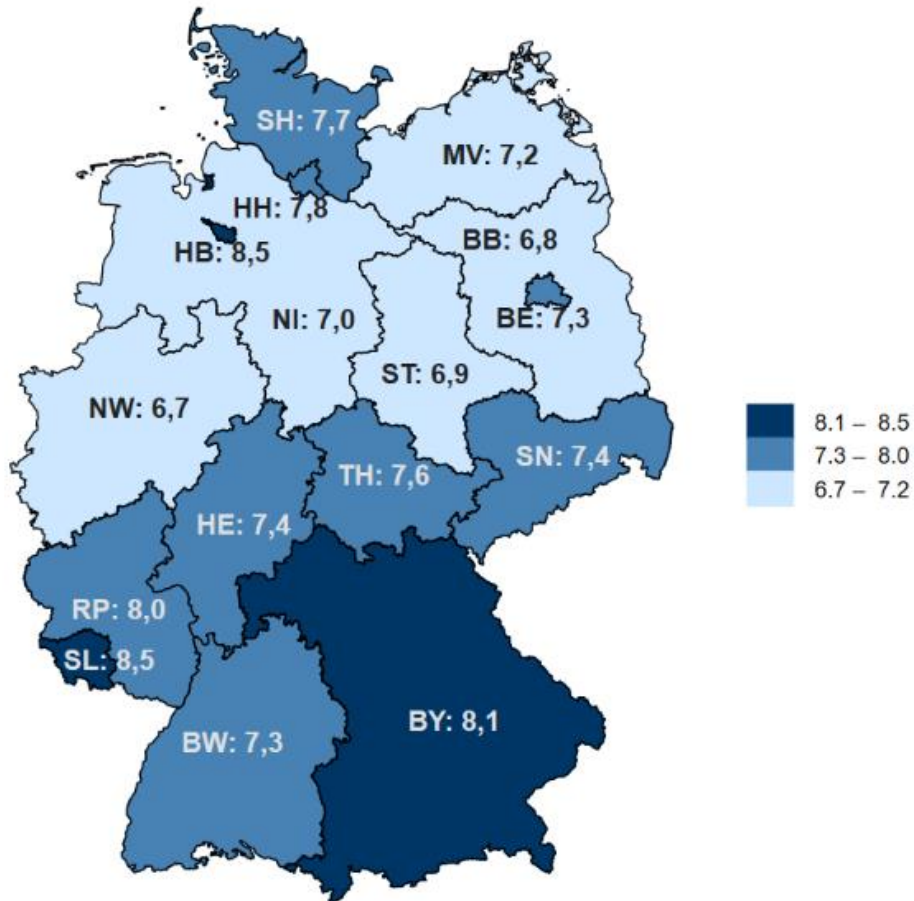 SH: 7,7
MV: 7,2
HH: 7,8
BB: 6,8
HB: 8,5
NI: 7,0
BE: 7,3
ST: 6,9
NW: 6,7
8.1 – 8.5
7.3 – 8.0
6.7 – 7.2
SN: 7,4
TH: 7,6
HE: 7,4
RP: 8,0
SL: 8,5
BY: 8,1
BW: 7,3